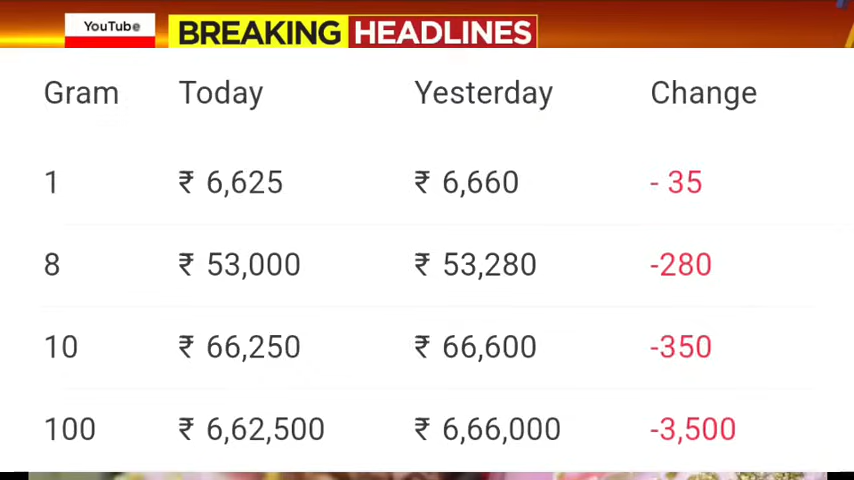 YouTube
BREAKING HEADLINES
Gram Today Yesterday Change
1 ₹ 6,625 ₹ 6,660 - 35
8 ₹ 53,000 ₹ 53,280 -280
10 ₹ 66,250 ₹ 66,600 -350
100 ₹ 6,62,500 ₹ 6,66,000 -3,500